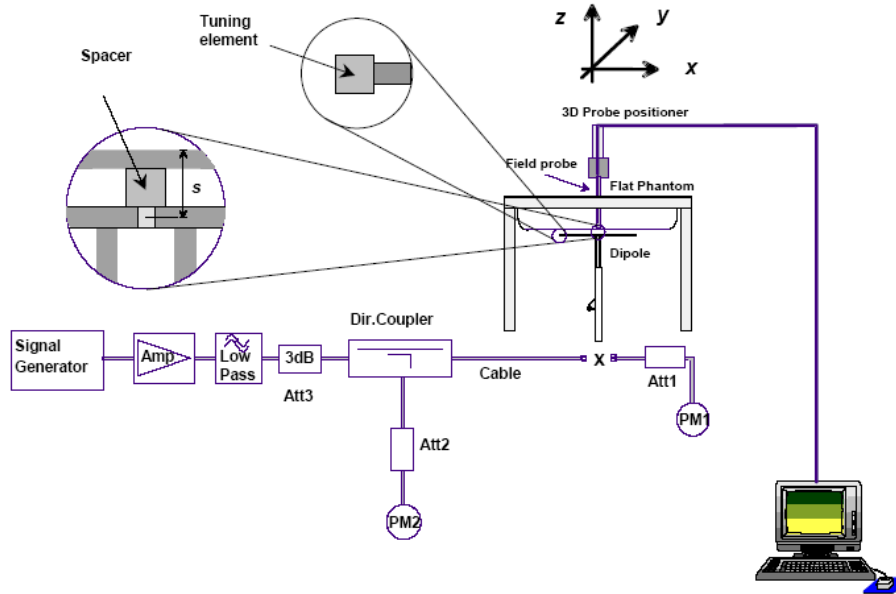 Tuning
element
Spacer
s
z
y
x
3D Probe positioner
Field probe
Flat Phantom
Dipole
Dir.Coupler
Signal
Generator
Amp
Low
Pass
3dB
Att3
Cable
X
Att1
PM1
Att2
PM2